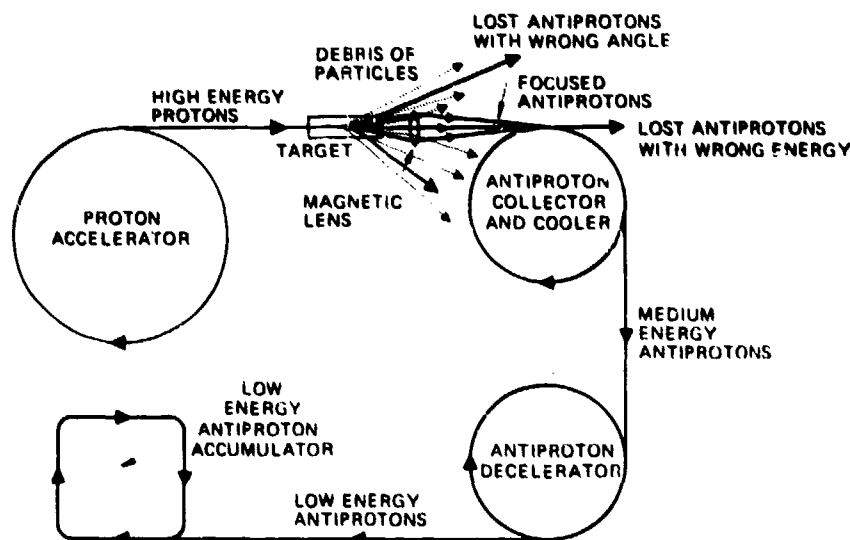 LOST ANTIPROTONS
WITH WRONG ANGLE
DEBRIS OF
PARTICLES
FOCUSED
ANTIPROTONS
HIGH ENERGY
PROTONS
TARGET
LOST ANTIPROTONS
WITH WRONG ENERGY
MAGNETIC
LENS
ANTIPROTON
COLLECTOR
AND COOLER
PROTON
ACCELERATOR
MEDIUM
ENERGY
ANTIPROTONS
LOW
ENERGY
ANTIPROTON
ACCUMULATOR
ANTIPROTON
DECELERATOR
LOW ENERGY
ANTIPROTONS